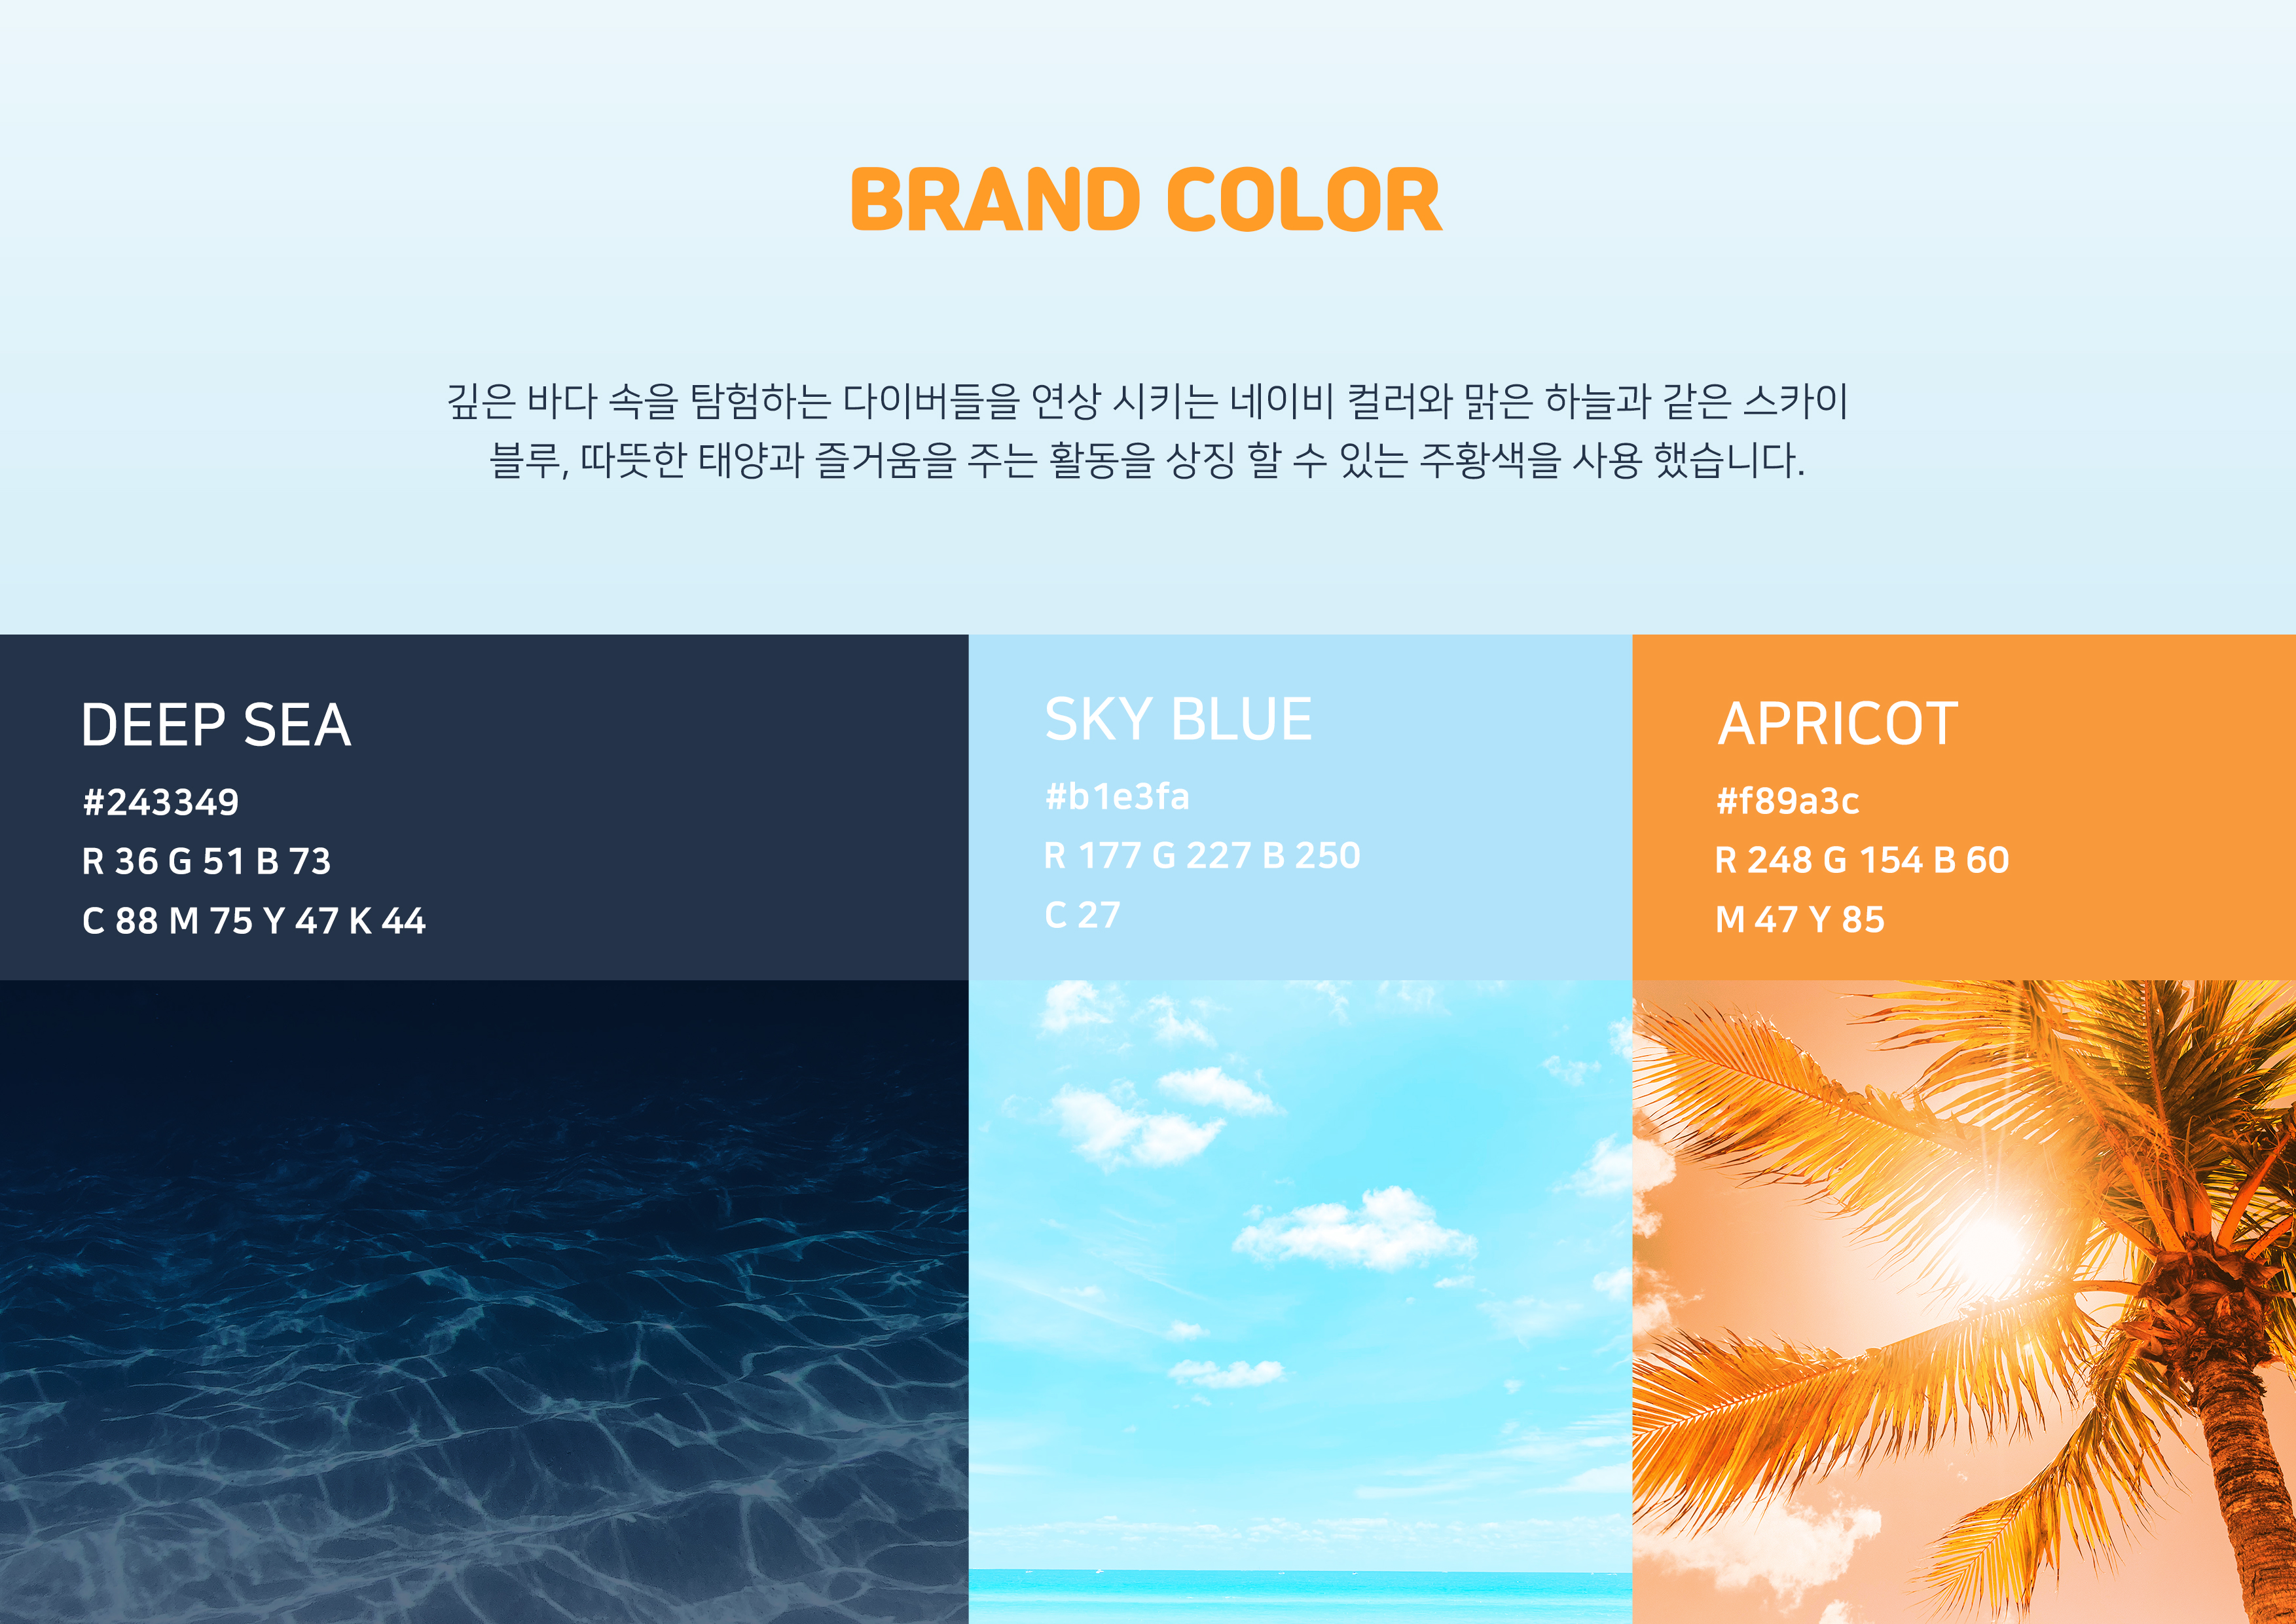 BRAND COLOR
깊은 바다 속을 탐험하는 다이버들을 연상 시키는 네이비 컬러와 맑은 하늘과 같은 스카이
블루, 따뜻한 태양과 즐거움을 주는 활동을 상징 할 수 있는 주황색을 사용 했습니다.
DEEP SEA
#243349
R 36 G 51 B 73
C 88 M 75 Y 47 K 44
SKY BLUE
#b1e3fa
R 177 G 227 B 250
C 27
APRICOT
#f89a3c
R 248 G 154 B 60
M 47 Y 85